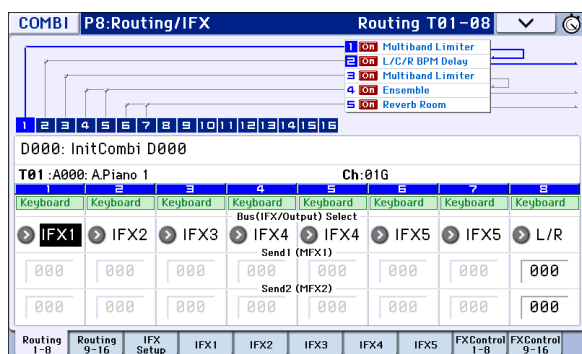 COMBI P8:Routing/IFX Routing T01-08
1 On Multiband Limiter
2 On L/C/R BPM Delay
3 On Multiband Limiter
4 On Ensemble
5 On Reverb Room
1 2 3 4 5 6 7 8 9 10 11 12 13 14 15 16
D000: InitCombi D000
T01 :A000: A.Piano 1 Ch:01G
1 2 3 4 5 6 7 8
Keyboard Keyboard Keyboard Keyboard Keyboard Keyboard Keyboard Keyboard
Bus(IFX/Output) Select
IFX1 IFX2 IFX3 IFX4 IFX4 IFX5 IFX5 L/R
Send1 (MFX1)
000 000 000 000 000 000 000 000
Send2 (MFX2)
000 000 000 000 000 000 000 000
Routing 1-8 Routing 9-16 IFX Setup IFX1 IFX2 IFX3 IFX4 IFX5 FXControl 1-8 FXControl 9-16